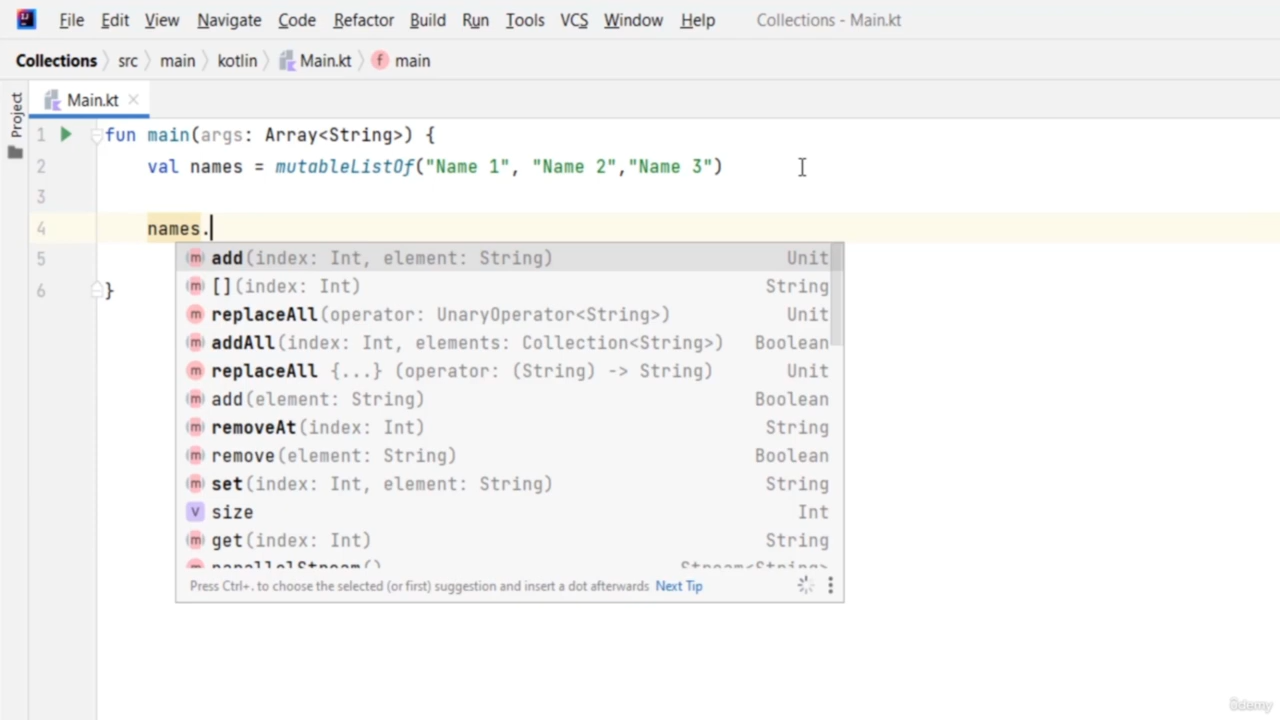 File Edit View Navigate Code Refactor Build Run Tools VCS Window Help Collections - Main.kt
Collections src main kotlin Main.kt f main
Project
Main.kt
1 fun main(args: Array<String>) {
2 val names = mutableListOf("Name 1", "Name 2","Name 3")
3
4 names.
m add(index: Int, element: String) Unit
5
m [](index: Int) String
6 }
m replaceAll(operator: UnaryOperator<String>) Unit
m addAll(index: Int, elements: Collection<String>) Boolean
m replaceAll {...} (operator: (String) -> String) Unit
m add(element: String) Boolean
m removeAt(index: Int) String
m remove(element: String) Boolean
m set(index: Int, element: String) String
v size Int
m get(index: Int) String
m parallelStream() Stream<String>
Press Ctrl+. to choose the selected (or first) suggestion and insert a dot afterwards Next Tip
ûdemy